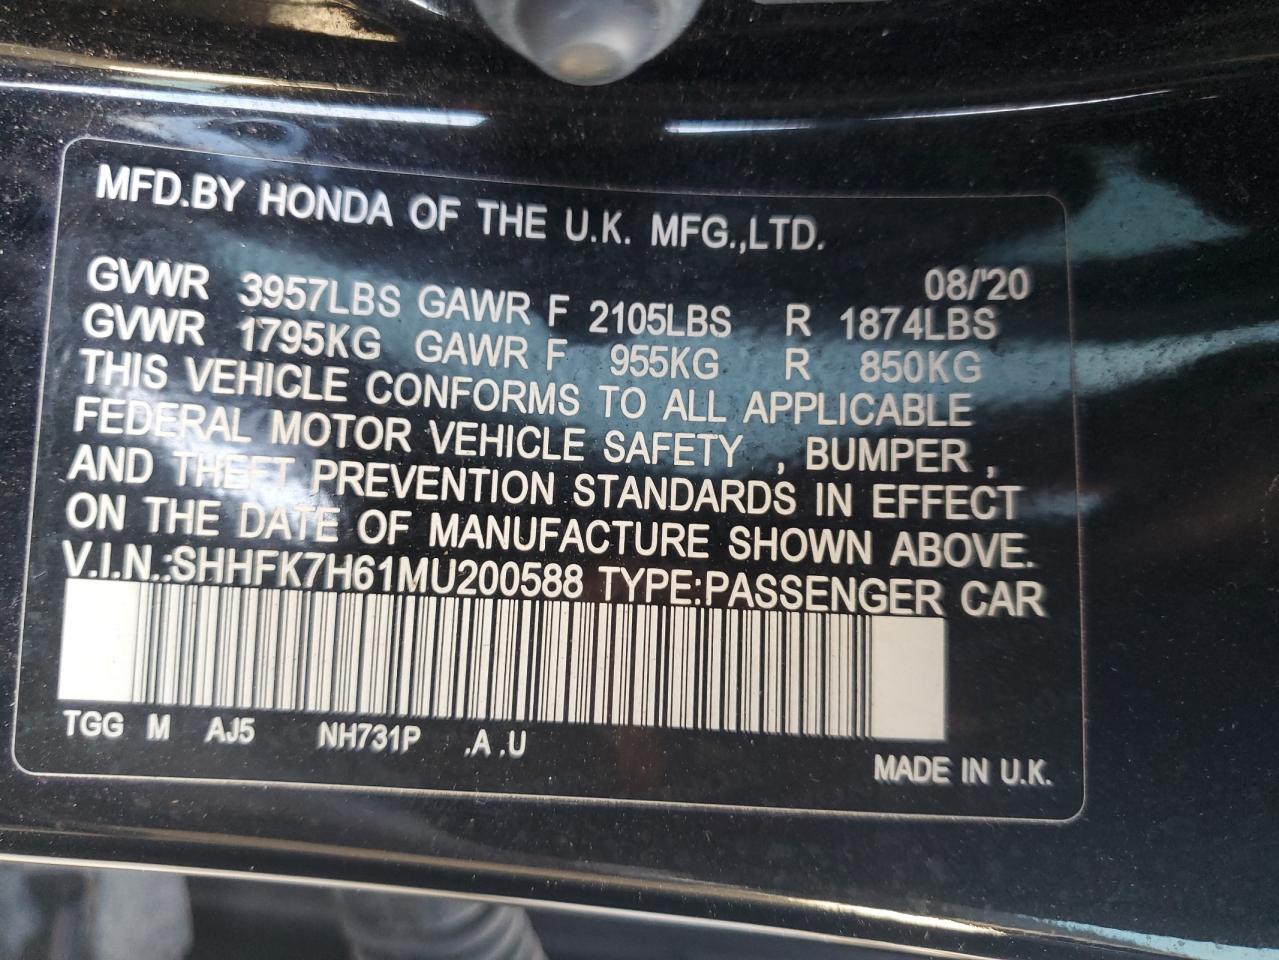 MFD.BY HONDA OF THE U.K. MFG.,LTD.
08/'20
GVWR 3957LBS GAWR F 2105LBS R 1874LBS
GVWR 1795KG GAWR F 955KG R 850KG
THIS VEHICLE CONFORMS TO ALL APPLICABLE
FEDERAL MOTOR VEHICLE SAFETY , BUMPER ,
AND THEFT PREVENTION STANDARDS IN EFFECT
ON THE DATE OF MANUFACTURE SHOWN ABOVE.
V.I.N.:SHHFK7H61MU200588 TYPE:PASSENGER CAR
TGG M AJ5 NH731P .A .U
MADE IN U.K.